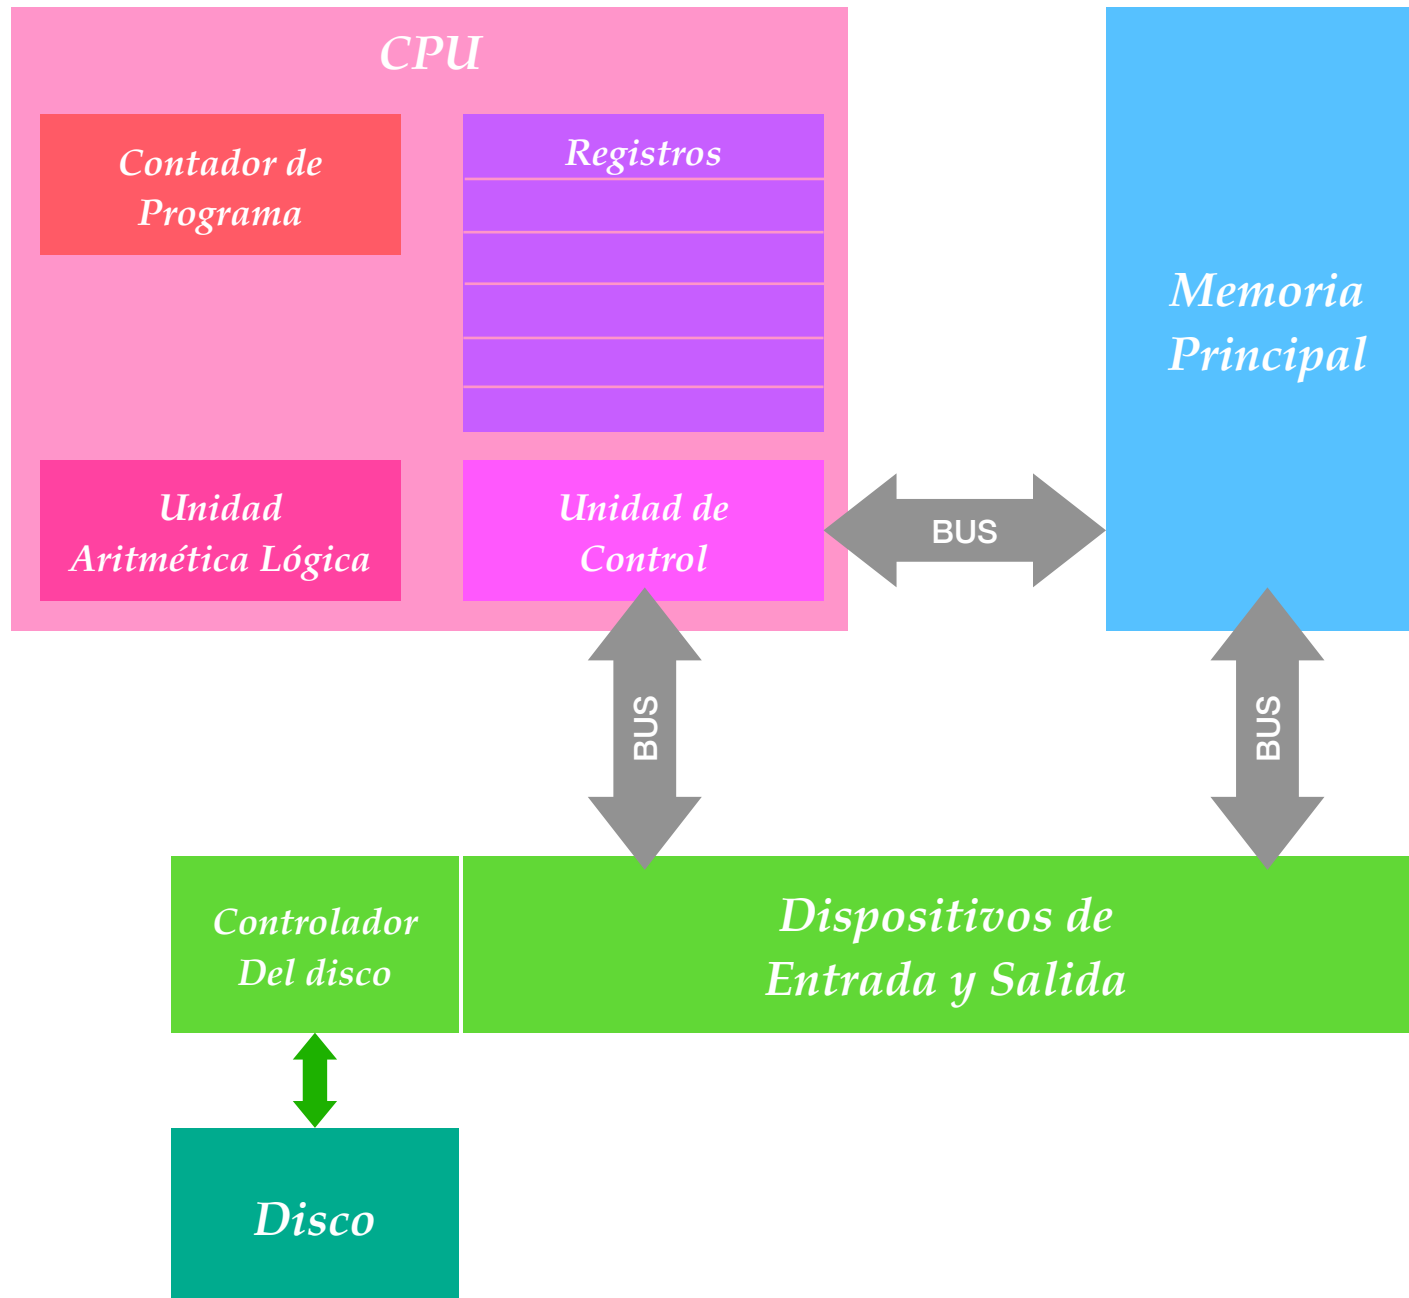 CPU
Contador de
Programa
Registros
Unidad
Aritmética Lógica
Unidad de
Control
BUS
Memoria
Principal
BUS
BUS
Controlador
Del disco
Dispositivos de
Entrada y Salida
Disco